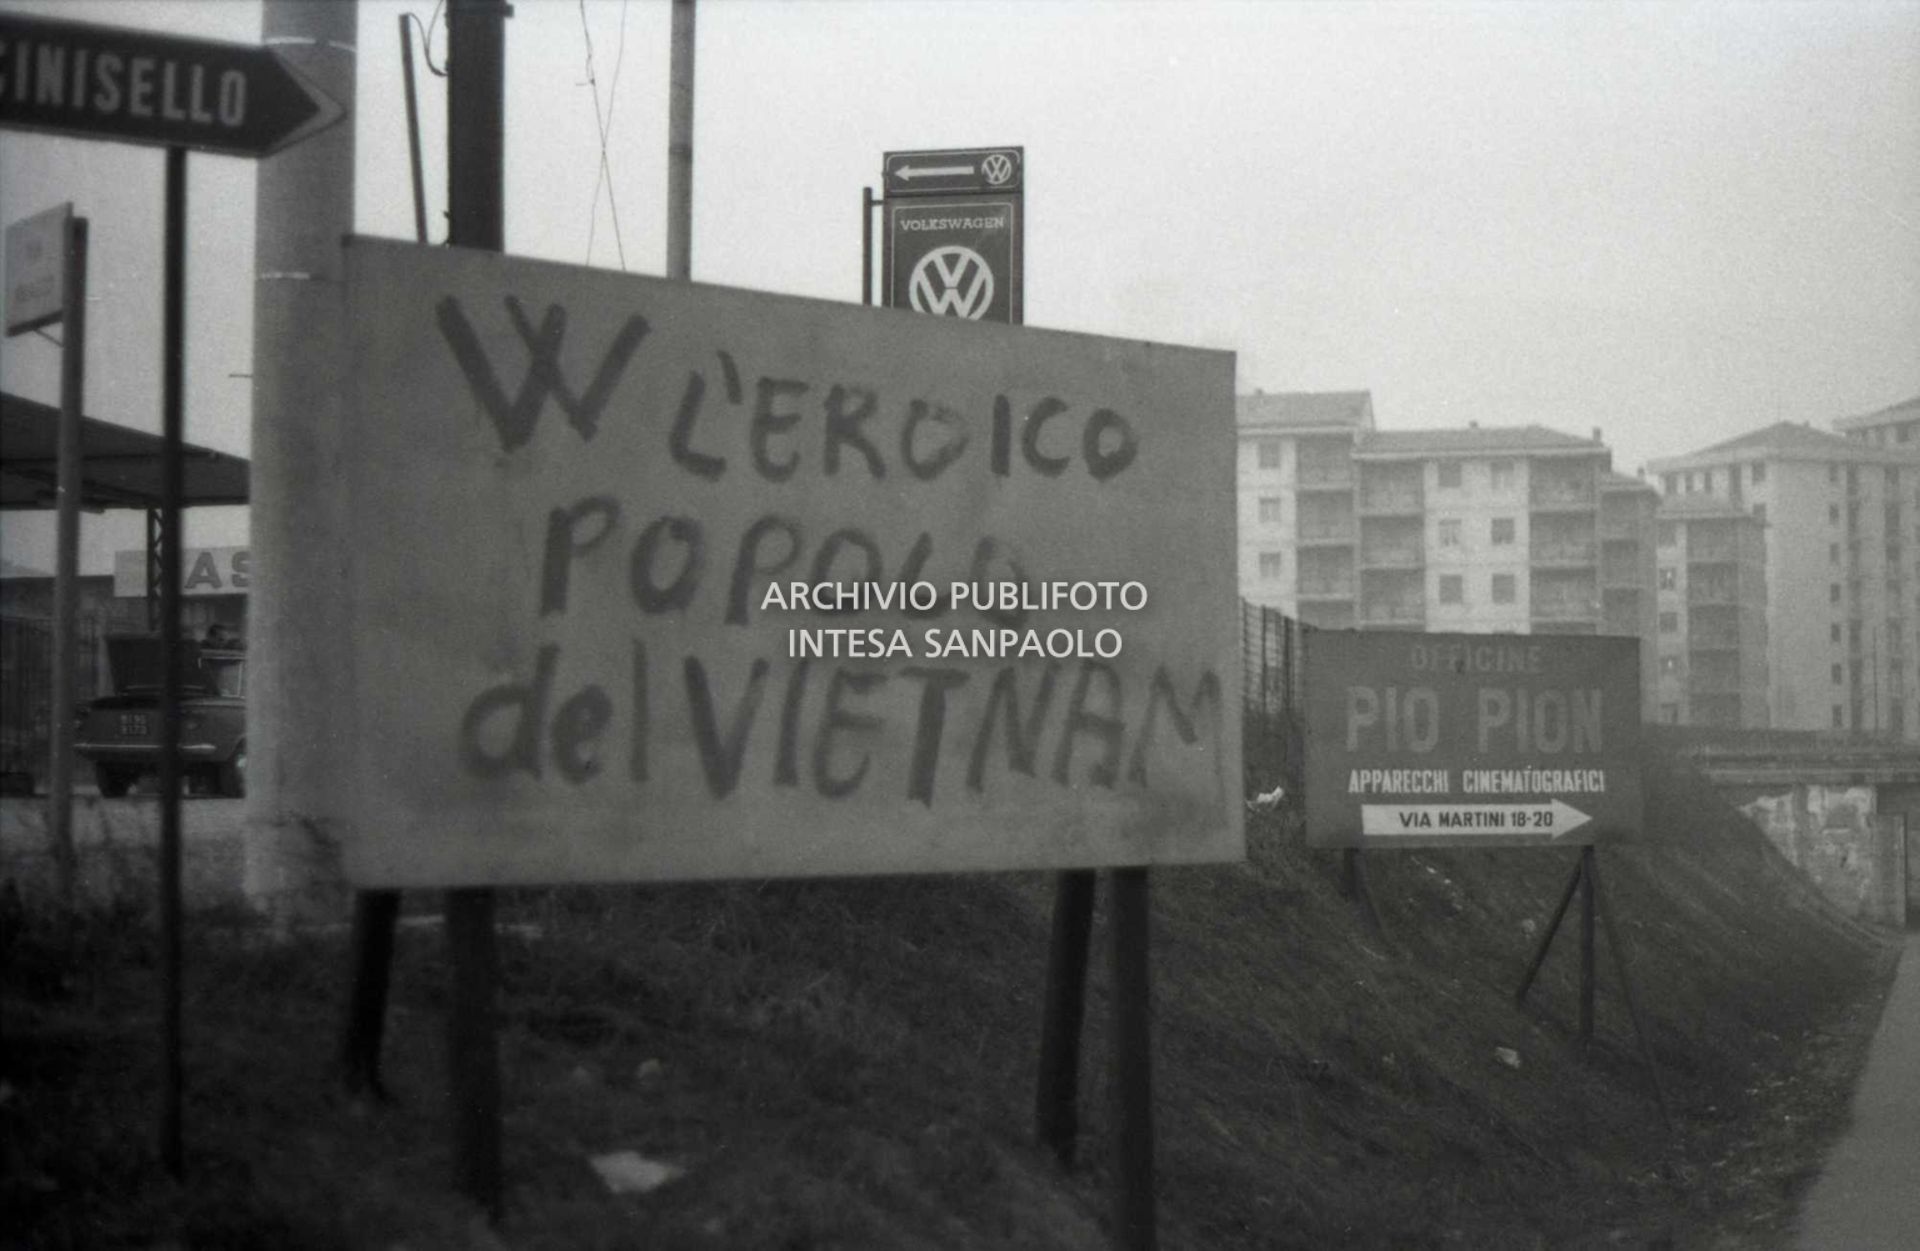 CINISELLO
VOLKSWAGEN
W L'EROICO
POPOLO
del VIETNAM
ARCHIVIO PUBLIFOTO
INTESA SANPAOLO
AS
OFFICINE
PIO PION
APPARECCHI CINEMATOGRAFICI
VIA MARTINI 18-20